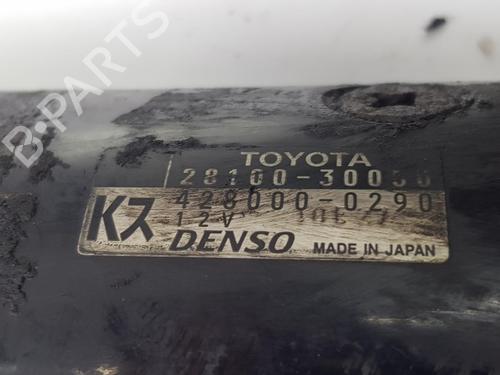 B-PARTS
TOYOTA
28100-30050
428000-0290
Kス
12V
DENSO
MADE IN JAPAN